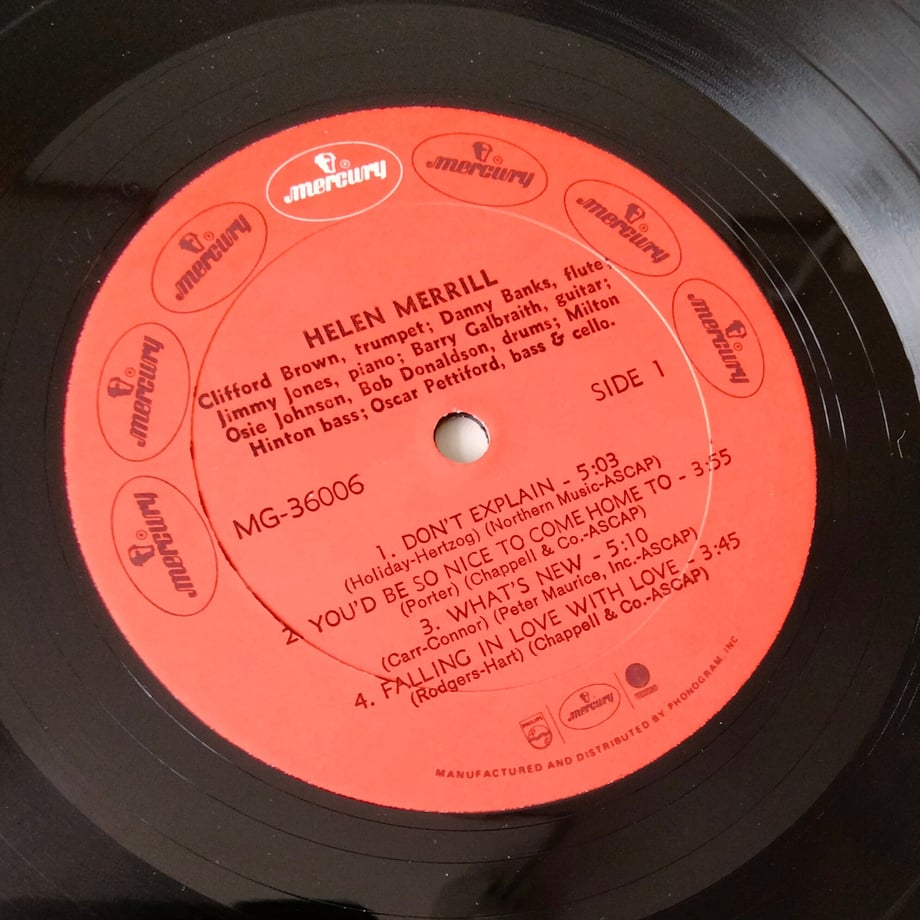 mercury
mercury
mercury
mercury
mercury
mercury
mercury
HELEN MERRILL
Clifford Brown, trumpet; Danny Banks, flute;
Jimmy Jones, piano; Barry Galbraith, guitar;
Osie Johnson, Bob Donaldson, drums; Milton
Hinton bass; Oscar Pettiford, bass & cello.
SIDE 1
MG-36006
1. DON'T EXPLAIN - 5:03
(Holiday-Hertzog) (Northern Music-ASCAP)
2. YOU'D BE SO NICE TO COME HOME TO - 3:55
(Porter) (Chappell & Co.-ASCAP)
3. WHAT'S NEW - 5:10
(Carr-Connor) (Peter Maurice, Inc.-ASCAP)
4. FALLING IN LOVE WITH LOVE - 3:45
(Rodgers-Hart) (Chappell & Co.-ASCAP)
PHILIPS
mercury
MANUFACTURED AND DISTRIBUTED BY PHONOGRAM, INC